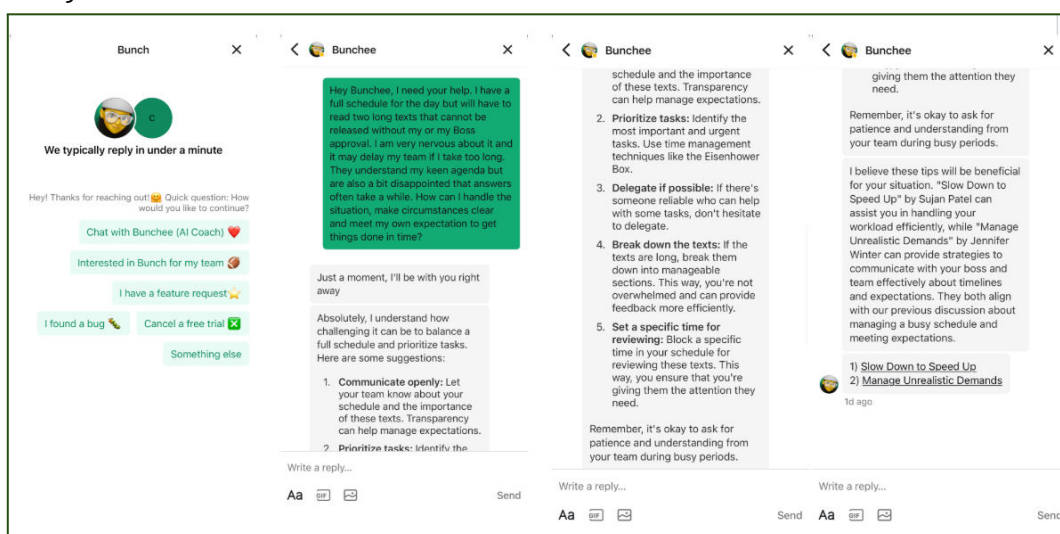 Bunch
C
We typically reply in under a minute
Hey! Thanks for reaching out! Quick question: How
would you like to continue?
Chat with Bunchee (AI Coach)
Interested in Bunch for my team
I have a feature request
I found a bug
Cancel a free trial
Something else
Bunchee
Hey Bunchee, I need your help. I have a
full schedule for the day but will have to
read two long texts that cannot be
released without my or my Boss
approval. I am very nervous about it and
it may delay my team if I take too long.
They understand my keen agenda but
are also a bit disappointed that answers
often take a while. How can I handle the
situation, make circumstances clear
and meet my own expectation to get
things done in time?
Just a moment, I'll be with you right
away
Absolutely, I understand how
challenging it can be to balance a
full schedule and prioritize tasks.
Here are some suggestions:
1. Communicate openly: Let
your team know about your
schedule and the importance
of these texts. Transparency
can help manage expectations.
2. Prioritize tasks: Identify the
Write a reply...
Aa
GIF
Send
Bunchee
schedule and the importance
of these texts. Transparency
can help manage expectations.
2. Prioritize tasks: Identify the
most important and urgent
tasks. Use time management
techniques like the Eisenhower
Box.
3. Delegate if possible: If there's
someone reliable who can help
with some tasks, don't hesitate
to delegate.
4. Break down the texts: If the
texts are long, break them
down into manageable
sections. This way, you're not
overwhelmed and can provide
feedback more efficiently.
5. Set a specific time for
reviewing: Block a specific
time in your schedule for
reviewing these texts. This
way, you ensure that you're
giving them the attention they
need.
Remember, it's okay to ask for
patience and understanding from
your team during busy periods.
Write a reply...
Aa
GIF
Send
Bunchee
giving them the attention they
need.
Remember, it's okay to ask for
patience and understanding from
your team during busy periods.
I believe these tips will be beneficial
for your situation. "Slow Down to
Speed Up" by Sujan Patel can
assist you in handling your
workload efficiently, while "Manage
Unrealistic Demands" by Jennifer
Winter can provide strategies to
communicate with your boss and
team effectively about timelines
and expectations. They both align
with our previous discussion about
managing a busy schedule and
meeting expectations.
1) Slow Down to Speed Up
2) Manage Unrealistic Demands
1d ago
Write a reply...
Aa
GIF
Send